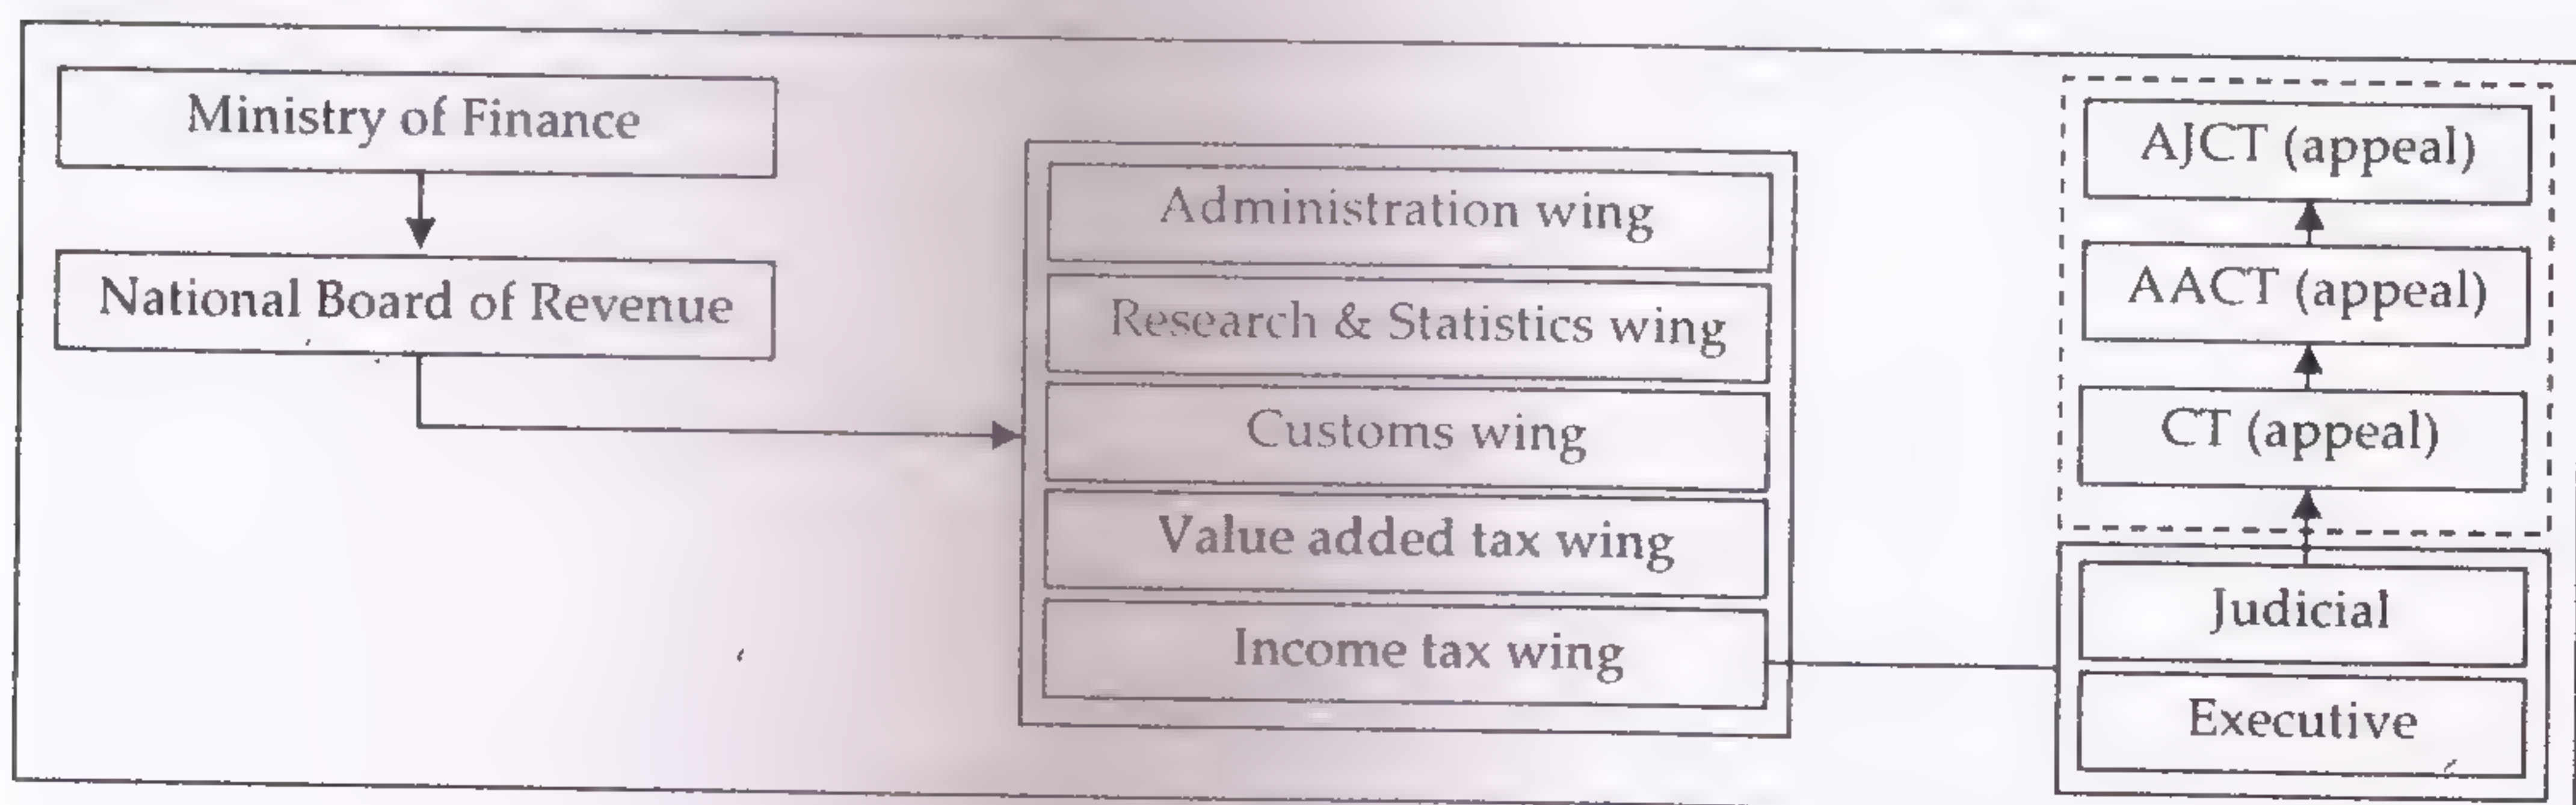 Ministry of Finance
National Board of Revenue
Administration wing
Research & Statistics wing
Customs wing
Value added tax wing
Income tax wing
AJCT (appeal)
AACT (appeal)
CT (appeal)
Judicial
Executive